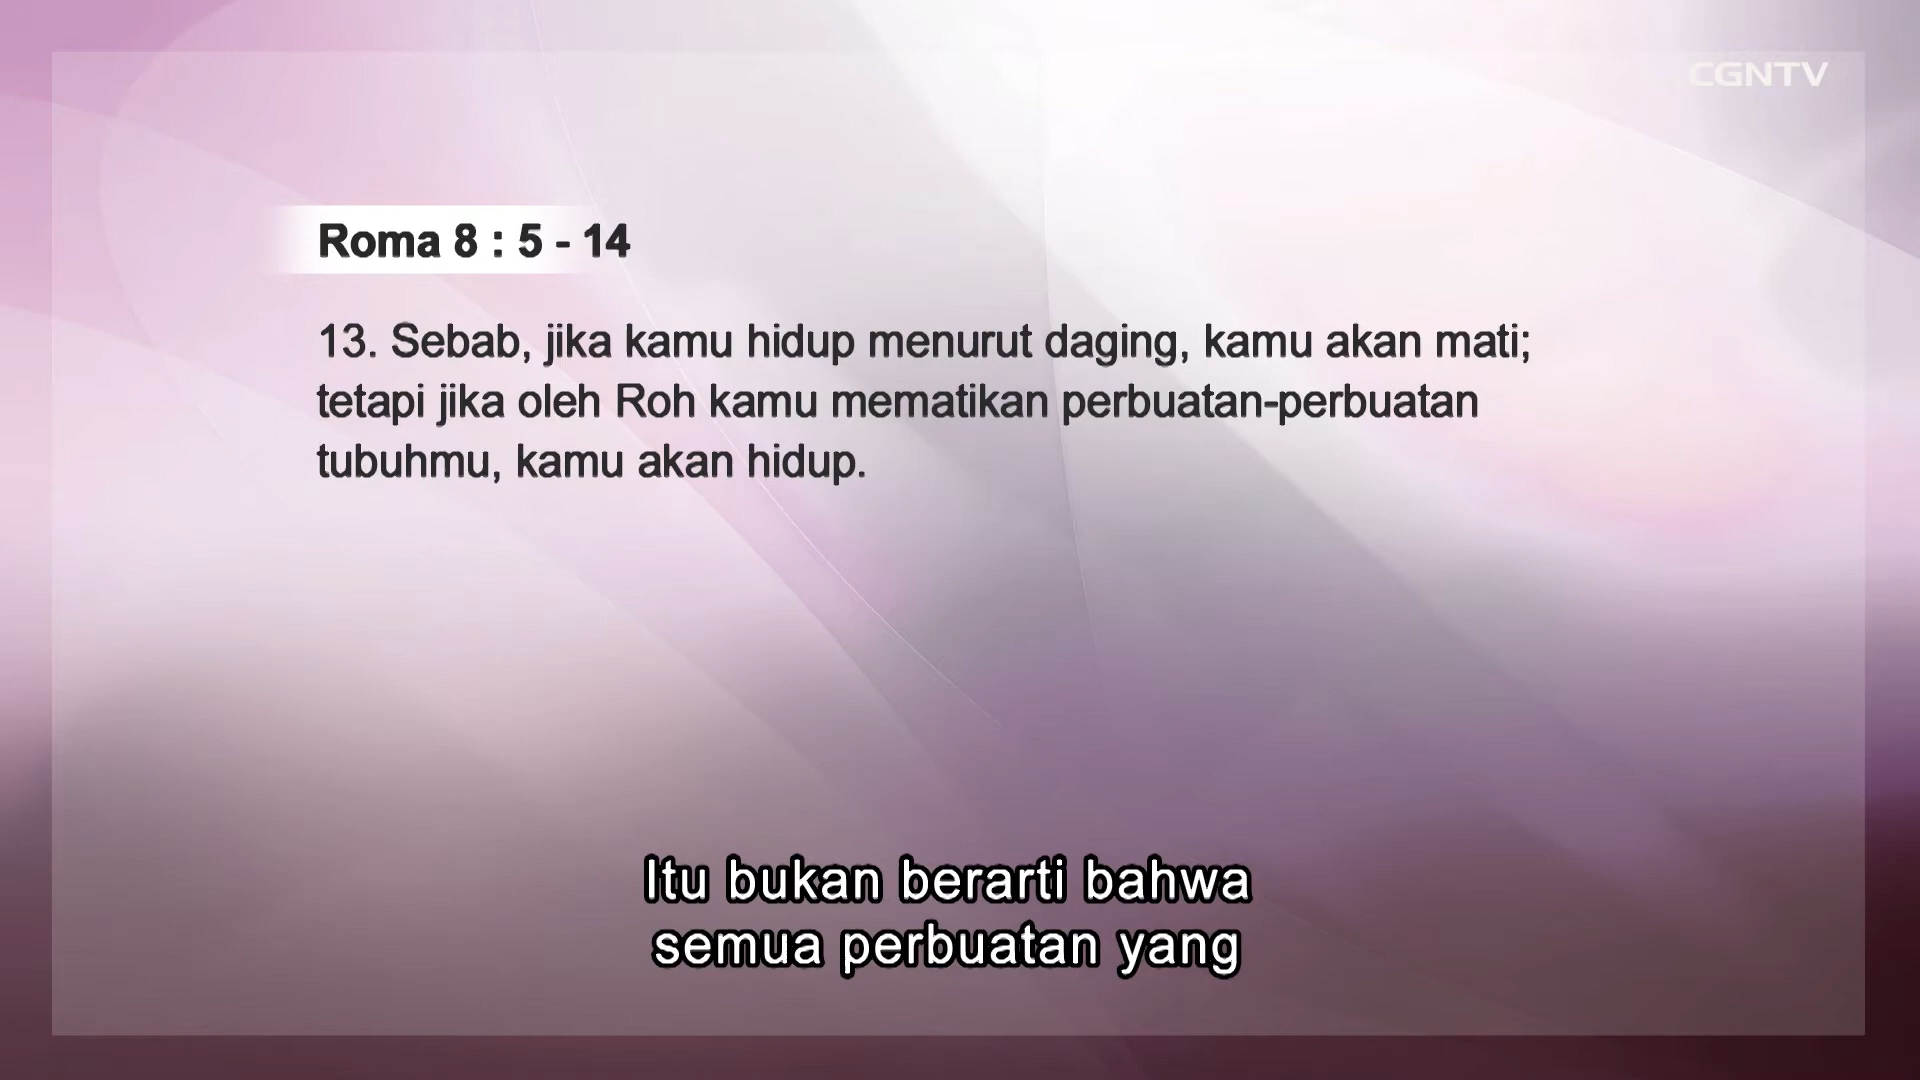 CGNTV
Roma 8 : 5 - 14
13. Sebab, jika kamu hidup menurut daging, kamu akan mati;
tetapi jika oleh Roh kamu mematikan perbuatan-perbuatan
tubuhmu, kamu akan hidup.
Itu bukan berarti bahwa
semua perbuatan yang